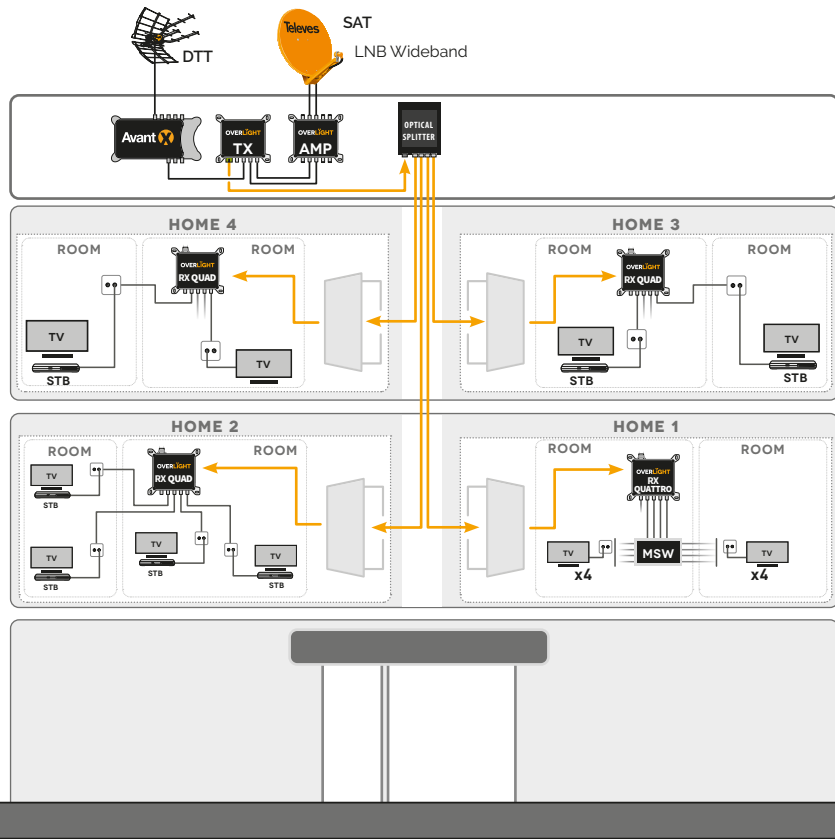 Televes
SAT
LNB Wideband
DTT
Avant X
OVERLIGHT
TX
OVERLIGHT
AMP
OPTICAL
SPLITTER
HOME 4
ROOM
ROOM
OVERLIGHT
RX QUAD
TV
STB
TV
HOME 3
ROOM
ROOM
OVERLIGHT
RX QUAD
TV
STB
TV
STB
HOME 2
ROOM
ROOM
OVERLIGHT
RX QUAD
TV
STB
TV
STB
TV
STB
TV
STB
HOME 1
ROOM
ROOM
OVERLIGHT
RX
QUATTRO
MSW
TV
x4
TV
x4